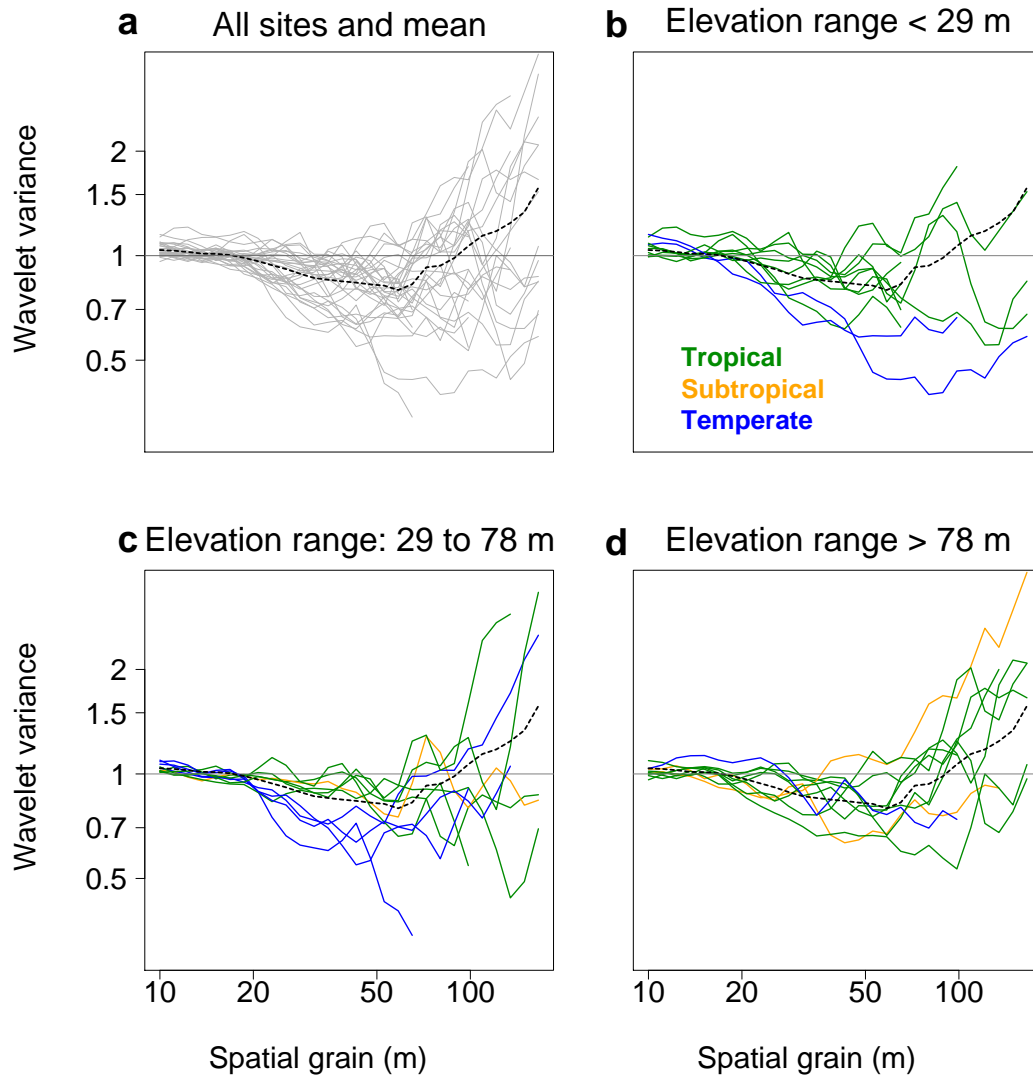 a All sites and mean
b Elevation range < 29 m
Wavelet variance
2
1.5
1
0.7
0.5
Tropical
Subtropical
Temperate
c Elevation range: 29 to 78 m
d Elevation range > 78 m
Wavelet variance
2
1.5
1
0.7
0.5
10 20 50 100
10 20 50 100
Spatial grain (m)
Spatial grain (m)